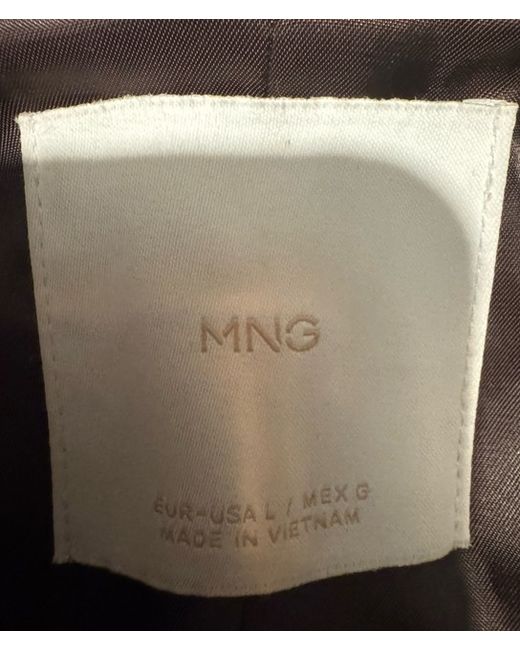 MNG
EUR-USA L / MEX G
MADE IN VIETNAM